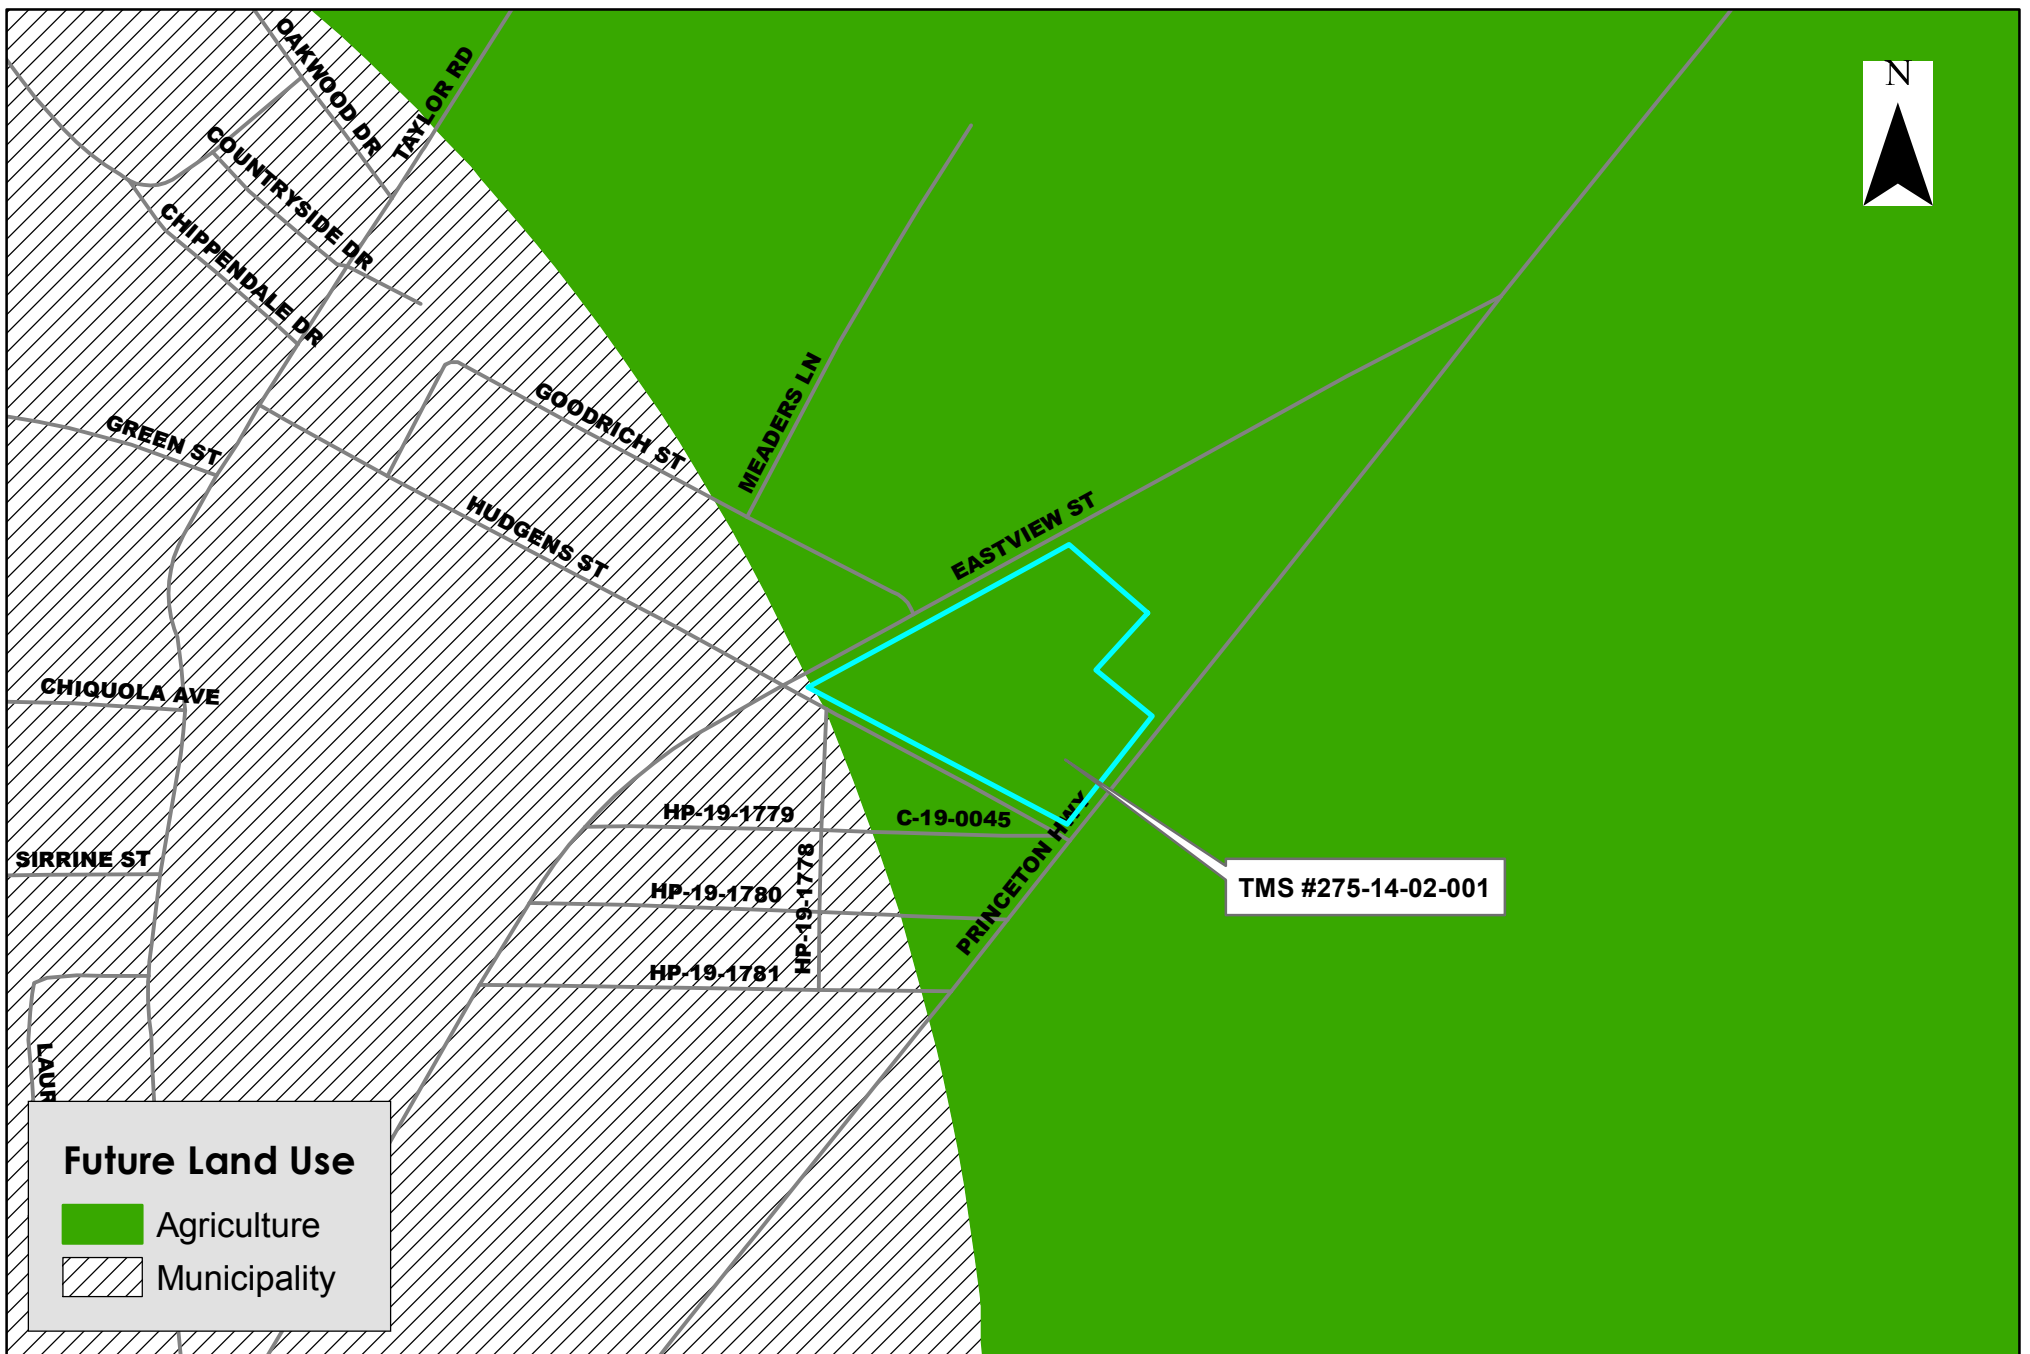 N
OAKWOOD DR
TAYLOR RD
COUNTRYSIDE DR
CHIPPENDALE DR
GREEN ST
GOODRICH ST
MEADERS LN
HUDGENS ST
EASTVIEW ST
CHIQUOLA AVE
HP-19-1779
C-19-0045
PRINCETON HWY
SIRRINE ST
HP-19-1778
HP-19-1780
TMS #275-14-02-001
HP-19-1781
LAUR
Future Land Use
Agriculture
Municipality